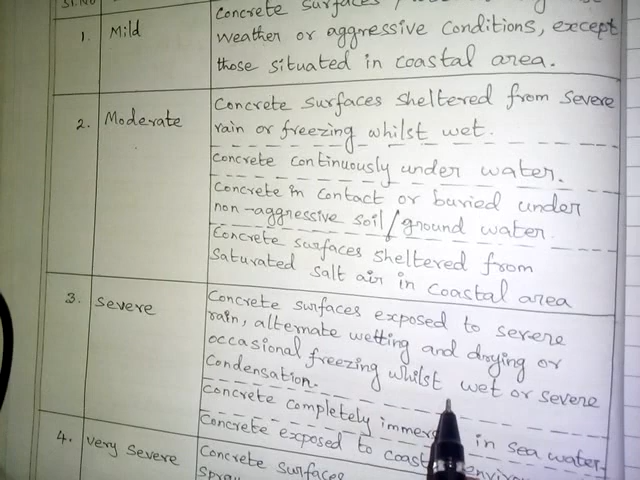 Sl.No
Concrete surfaces,
1. Mild weather or aggressive conditions, except
those situated in coastal area.
2. Moderate Concrete surfaces sheltered from severe
rain or freezing whilst wet.
Concrete continuously under water.
Concrete in contact or buried under
non-aggressive soil/ground water.
Concrete surfaces sheltered from
saturated salt air in coastal area
3. severe Concrete surfaces exposed to severe
rain, alternate wetting and drying or
occasional freezing whilst wet or severe
Condensation.
Concrete completely in sea water.
Concrete exposed to
4. very severe Concrete surfaces